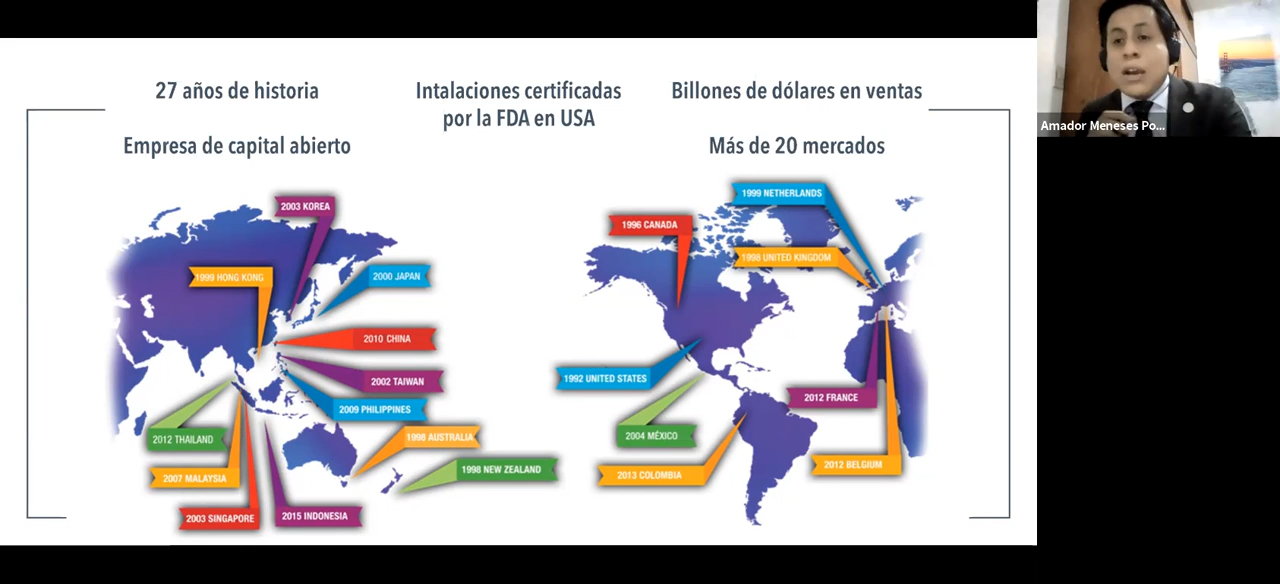 27 años de historia
Intalaciones certificadas
por la FDA en USA
Billones de dólares en ventas
Empresa de capital abierto
Más de 20 mercados
2003 KOREA
1999 HONG KONG
2000 JAPAN
2010 CHINA
2002 TAIWAN
2009 PHILIPPINES
1998 AUSTRALIA
2012 THAILAND
1998 NEW ZEALAND
2007 MALAYSIA
2003 SINGAPORE
2015 INDONESIA
1999 NETHERLANDS
1996 CANADA
1998 UNITED KINGDOM
1992 UNITED STATES
2012 FRANCE
2004 MÉXICO
2012 BELGIUM
2013 COLOMBIA
Amador Meneses Po...